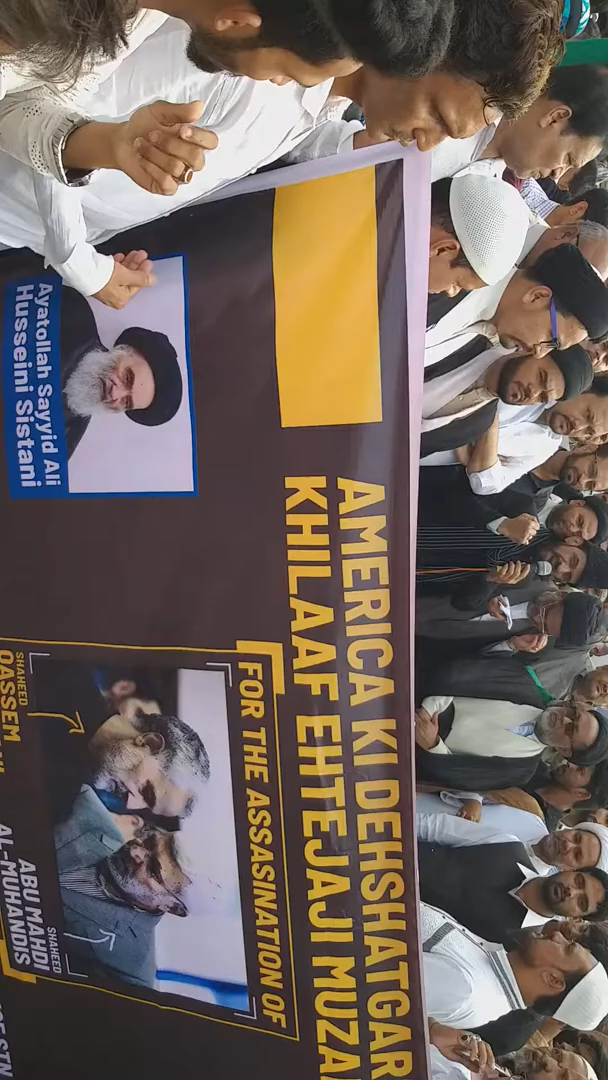 AMERICA KI DEHSHATGAR
KHILAAF EHTEJAJI MUZA
FOR THE ASSASINATION OF
Ayatollah Sayyid Ali
Husseini Sistani
SHAHEED
QASSEM
SHAHEED
ABU MAHDI
AL-MUHANDIS